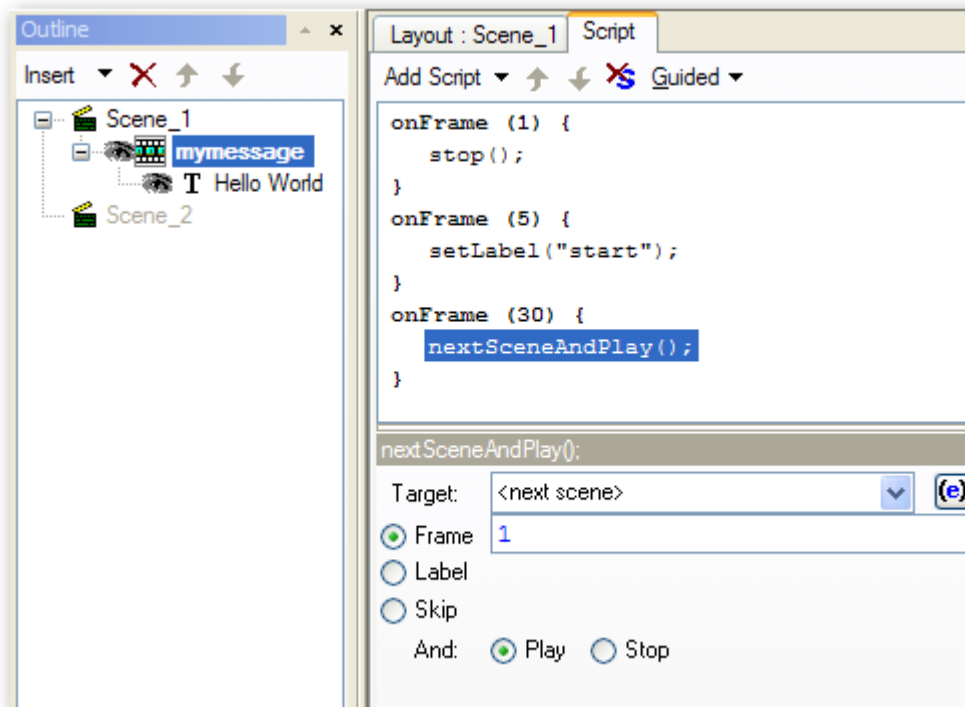 Outline
Insert
Scene_1
mymessage
T Hello World
Scene_2
Layout : Scene_1 Script
Add Script Guided
onFrame (1) {
stop();
}
onFrame (5) {
setLabel("start");
}
onFrame (30) {
nextSceneAndPlay();
}
nextSceneAndPlay();
Target: <next scene> (e)
Frame 1
Label
Skip
And: Play Stop